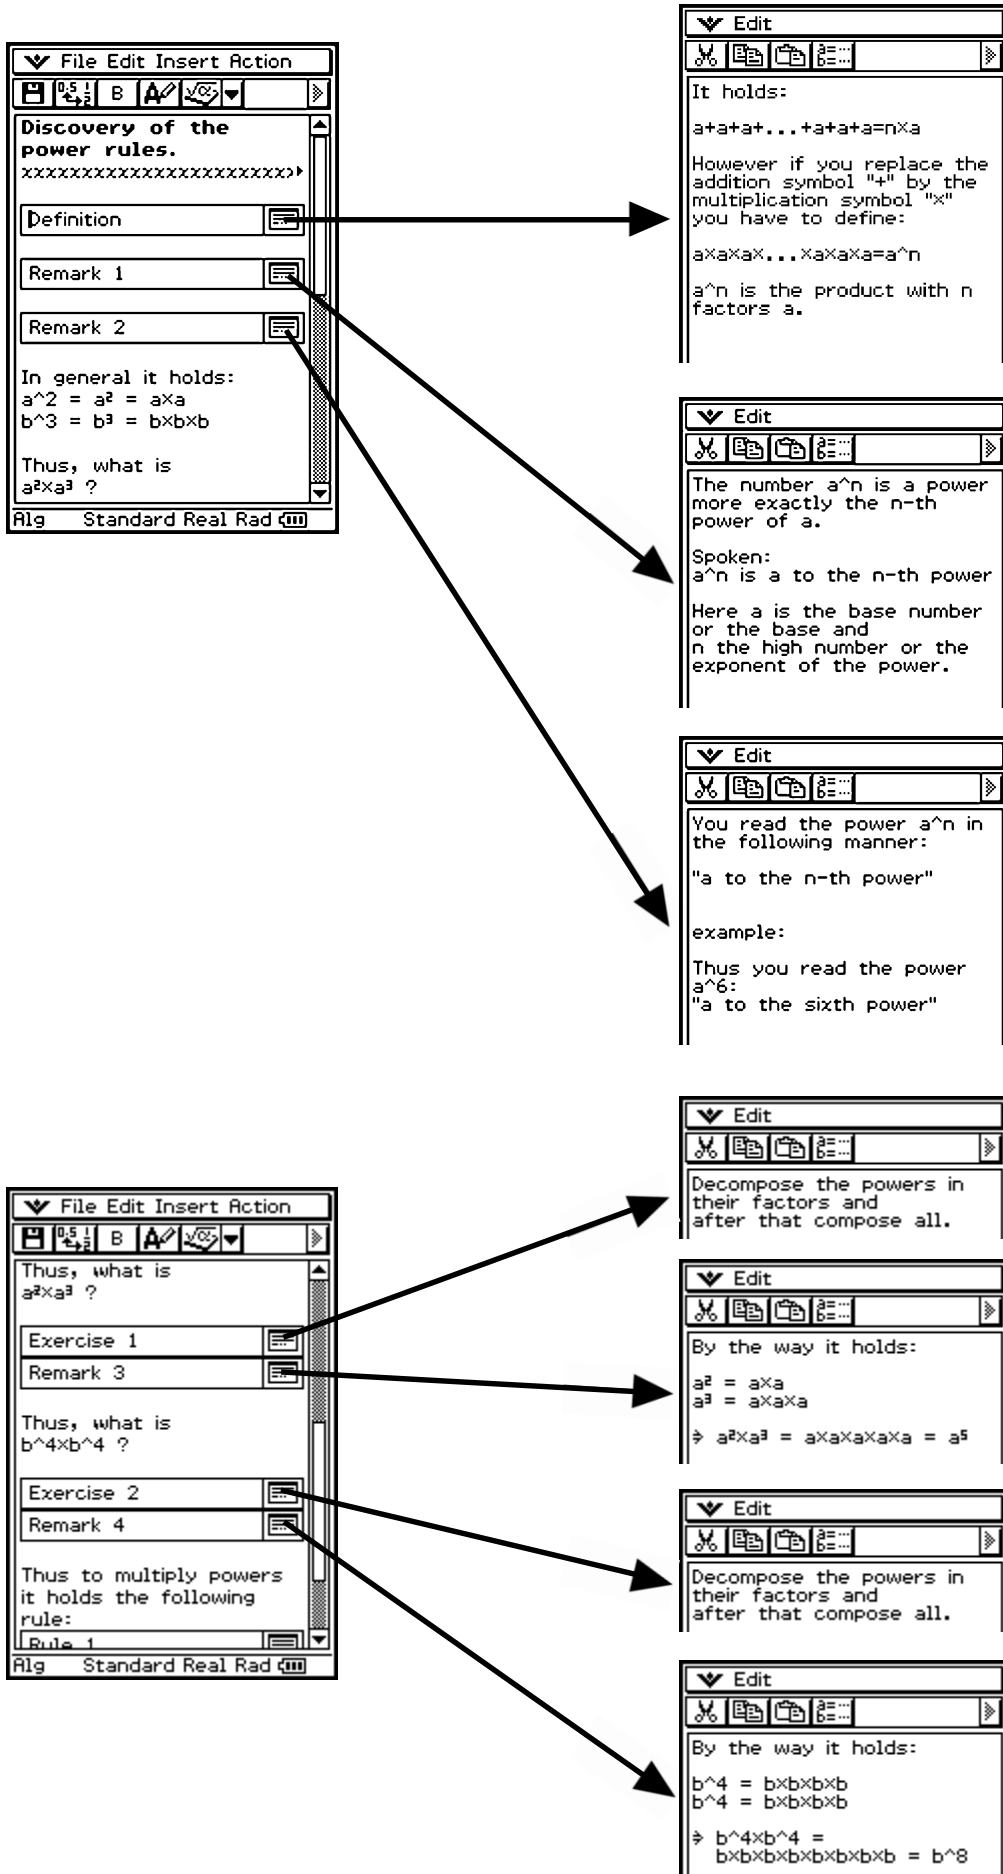 File Edit Insert Action
0.5 1 2
B A
Discovery of the
power rules.
Definition
Remark 1
Remark 2
In general it holds:
a^2 = a² = a×a
b^3 = b³ = b×b×b
Thus, what is
a²×a³ ?
Alg Standard Real Rad
Edit
It holds:
a+a+a+...+a+a+a=n×a
However if you replace the
addition symbol "+" by the
multiplication symbol "×"
you have to define:
a×a×a×...×a×a×a=a^n
a^n is the product with n
factors a.
Edit
The number a^n is a power
more exactly the n-th
power of a.
Spoken:
a^n is a to the n-th power
Here a is the base number
or the base and
n the high number or the
exponent of the power.
Edit
You read the power a^n in
the following manner:
"a to the n-th power"
example:
Thus you read the power
a^6:
"a to the sixth power"
File Edit Insert Action
0.5 1 2
B A
Thus, what is
a²×a³ ?
Exercise 1
Remark 3
Thus, what is
b^4×b^4 ?
Exercise 2
Remark 4
Thus to multiply powers
it holds the following
rule:
Rule 1
Alg Standard Real Rad
Edit
Decompose the powers in
their factors and
after that compose all.
Edit
By the way it holds:
a² = a×a
a³ = a×a×a
⇒ a²×a³ = a×a×a×a×a = a⁵
Edit
Decompose the powers in
their factors and
after that compose all.
Edit
By the way it holds:
b^4 = b×b×b×b
b^4 = b×b×b×b
⇒ b^4×b^4 =
b×b×b×b×b×b×b×b = b^8